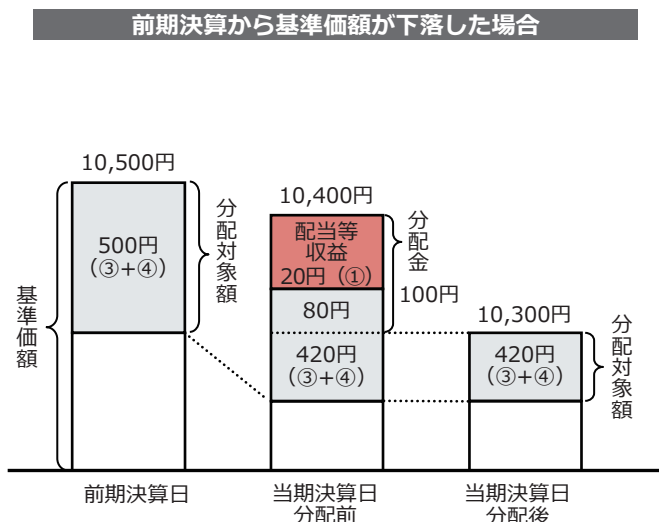 前期決算から基準価額が下落した場合
10,500円
500円
（③+④）
分配対象額
基準価額
前期決算日
10,400円
配当等
収益
20円（①）
80円
420円
（③+④）
分配金
100円
当期決算日
分配前
10,300円
420円
（③+④）
分配対象額
当期決算日
分配後